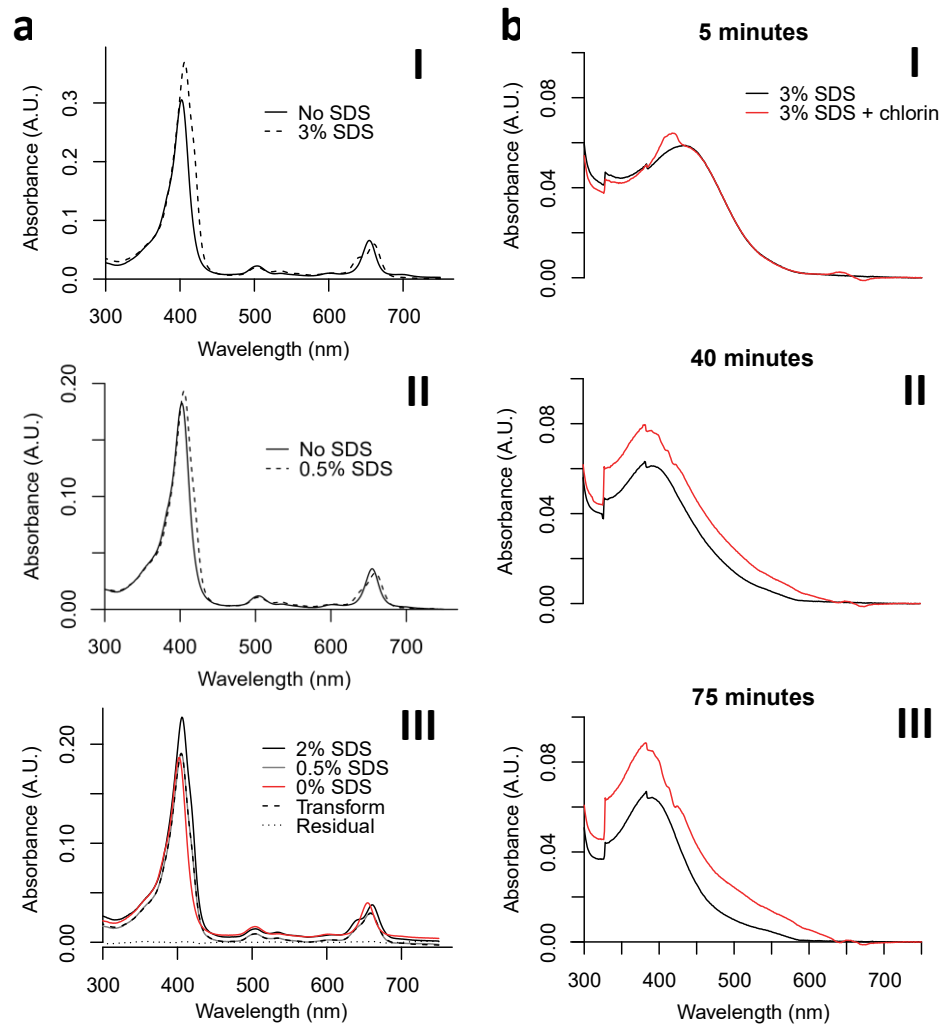 a
I
Absorbance (A.U.)
0.0 0.1 0.2 0.3
No SDS
3% SDS
300 400 500 600 700
Wavelength (nm)
II
Absorbance (A.U.)
0.00 0.10 0.20
No SDS
0.5% SDS
300 400 500 600 700
Wavelength (nm)
III
Absorbance (A.U.)
0.00 0.10 0.20
2% SDS
0.5% SDS
0% SDS
Transform
Residual
300 400 500 600 700
Wavelength (nm)
b
5 minutes
I
Absorbance (A.U.)
0.00 0.04 0.08
3% SDS
3% SDS + chlorin
40 minutes
II
Absorbance (A.U.)
0.00 0.04 0.08
75 minutes
III
Absorbance (A.U.)
0.00 0.04 0.08
300 400 500 600 700
Wavelength (nm)